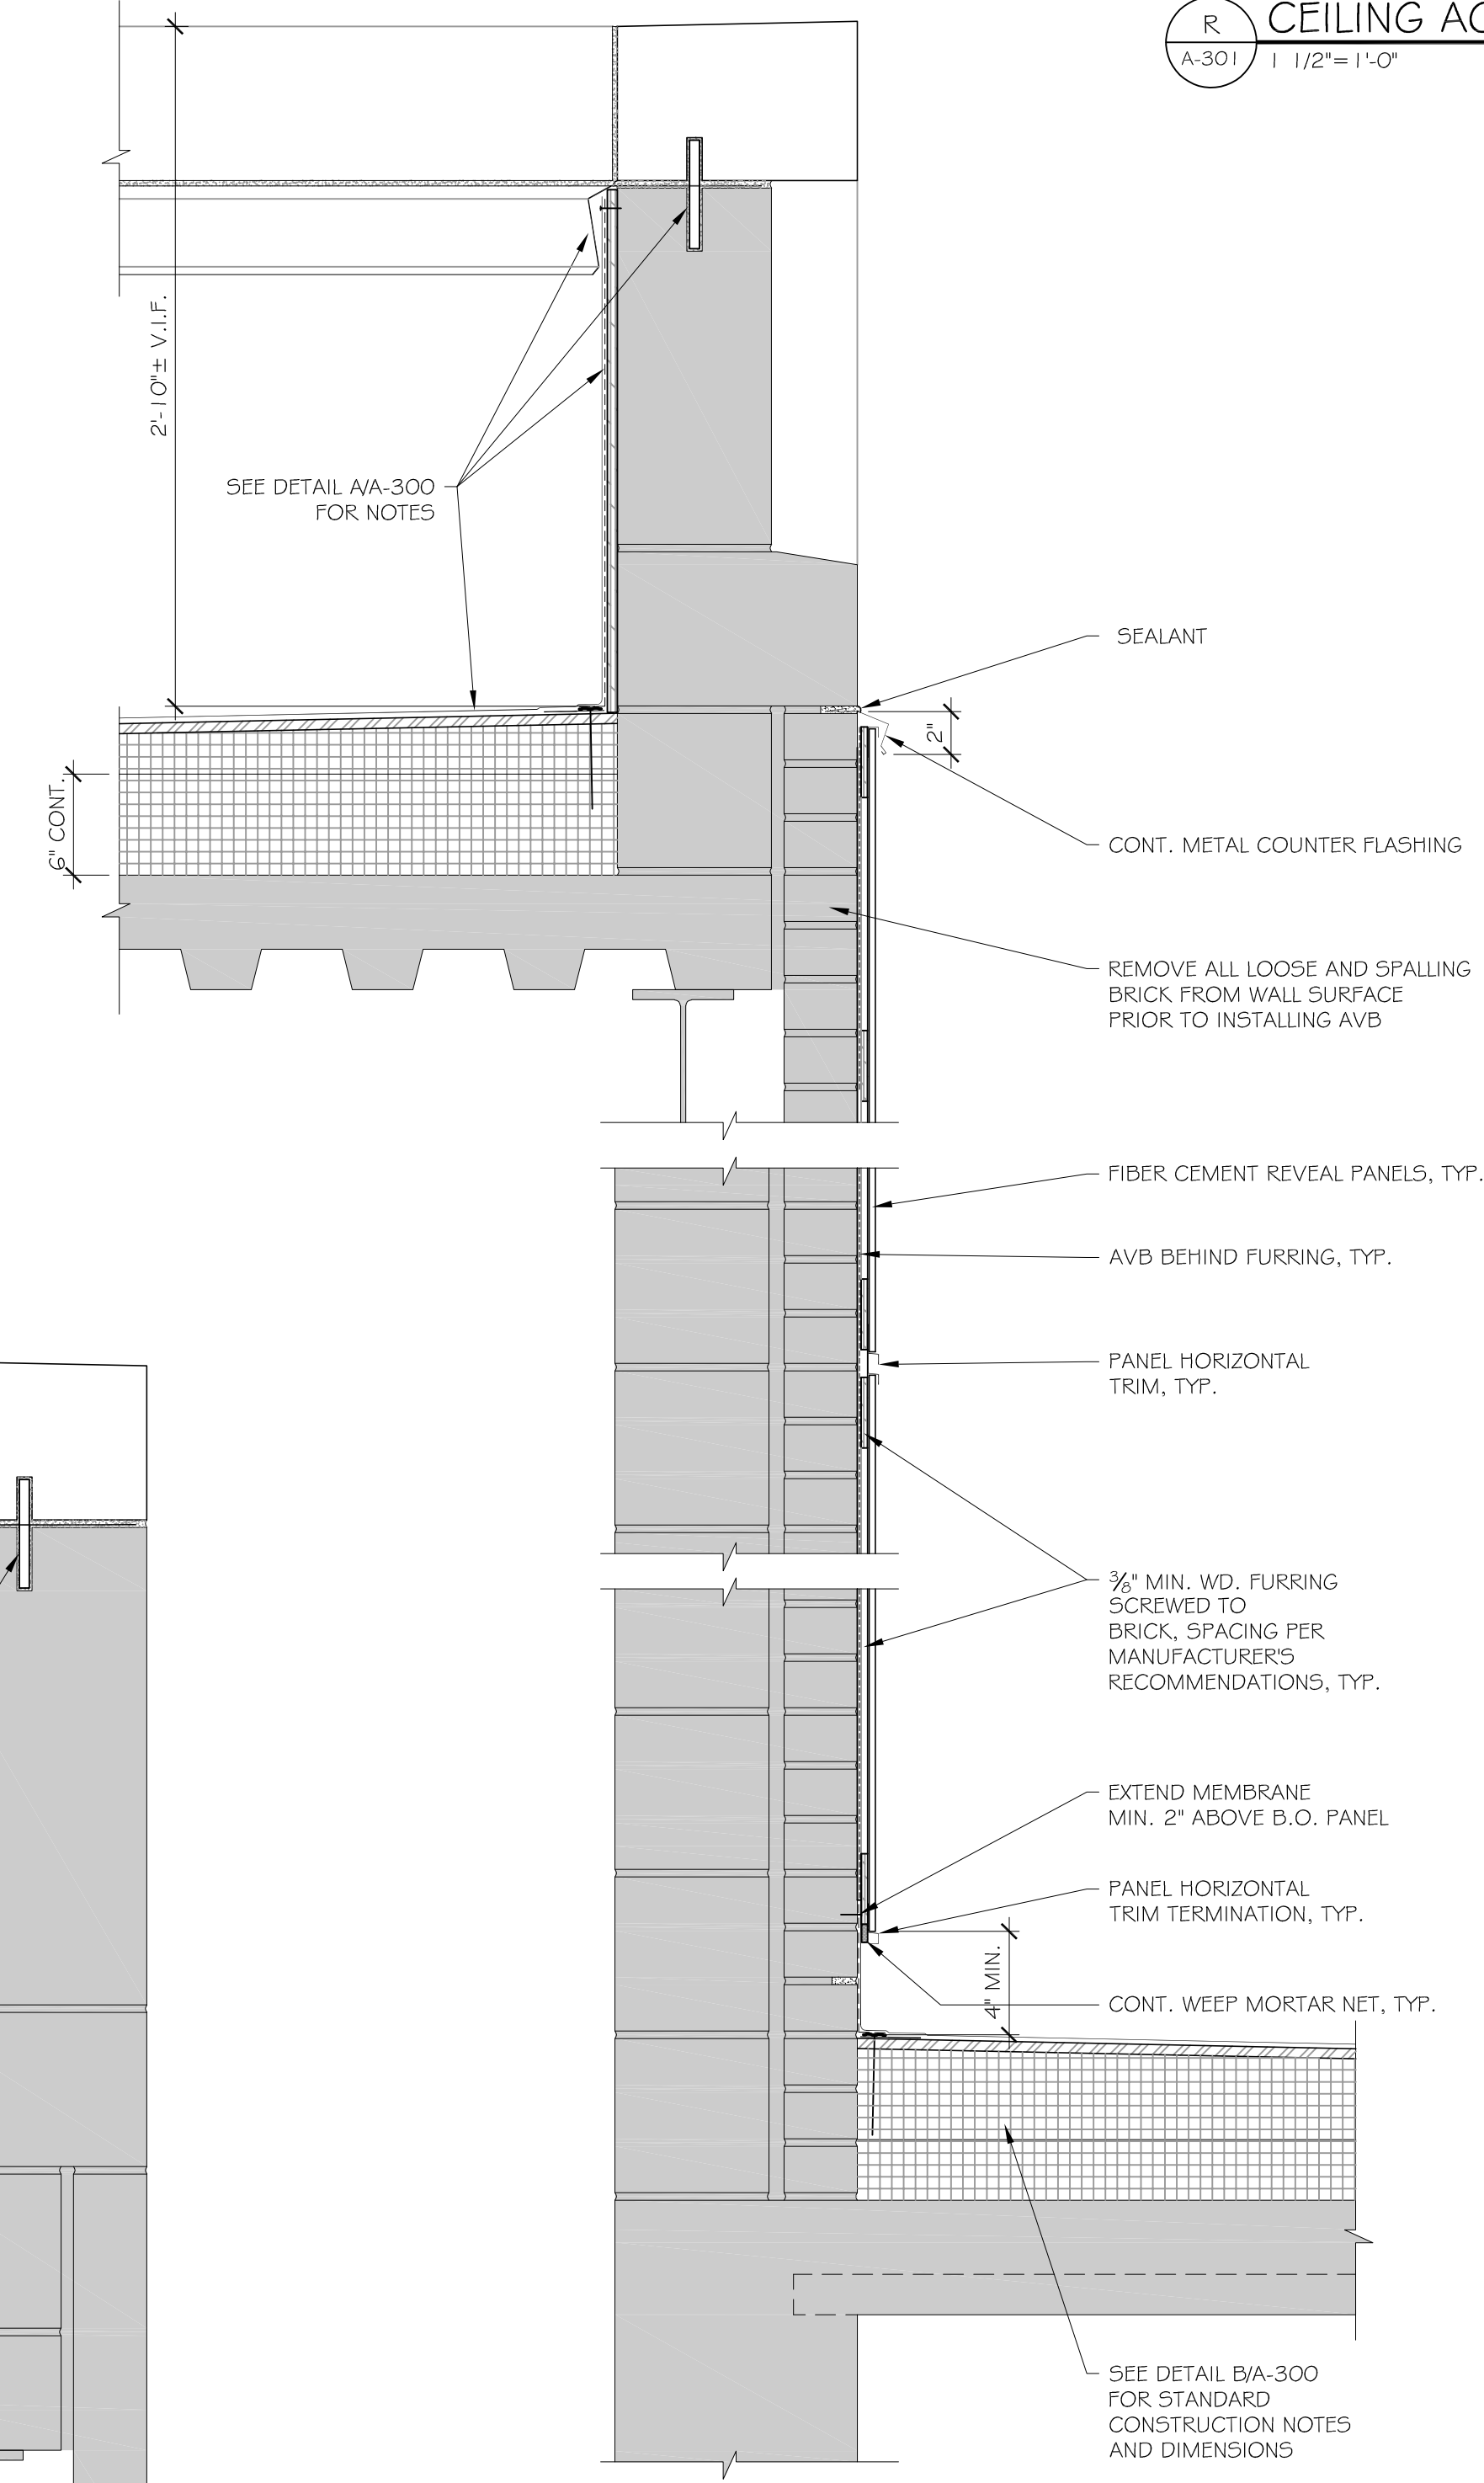 R
A-301
1 1/2"=1'-0"
2'-10"± V.I.F.
SEE DETAIL A/A-300
FOR NOTES
SEALANT
2"
6" CONT.
CONT. METAL COUNTER FLASHING
REMOVE ALL LOOSE AND SPALLING
BRICK FROM WALL SURFACE
PRIOR TO INSTALLING AVB
FIBER CEMENT REVEAL PANELS, TYP.
AVB BEHIND FURRING, TYP.
PANEL HORIZONTAL
TRIM, TYP.
3/8" MIN. WD. FURRING
SCREWED TO
BRICK, SPACING PER
MANUFACTURER'S
RECOMMENDATIONS, TYP.
EXTEND MEMBRANE
MIN. 2" ABOVE B.O. PANEL
PANEL HORIZONTAL
TRIM TERMINATION, TYP.
4" MIN.
CONT. WEEP MORTAR NET, TYP.
SEE DETAIL B/A-300
FOR STANDARD
CONSTRUCTION NOTES
AND DIMENSIONS